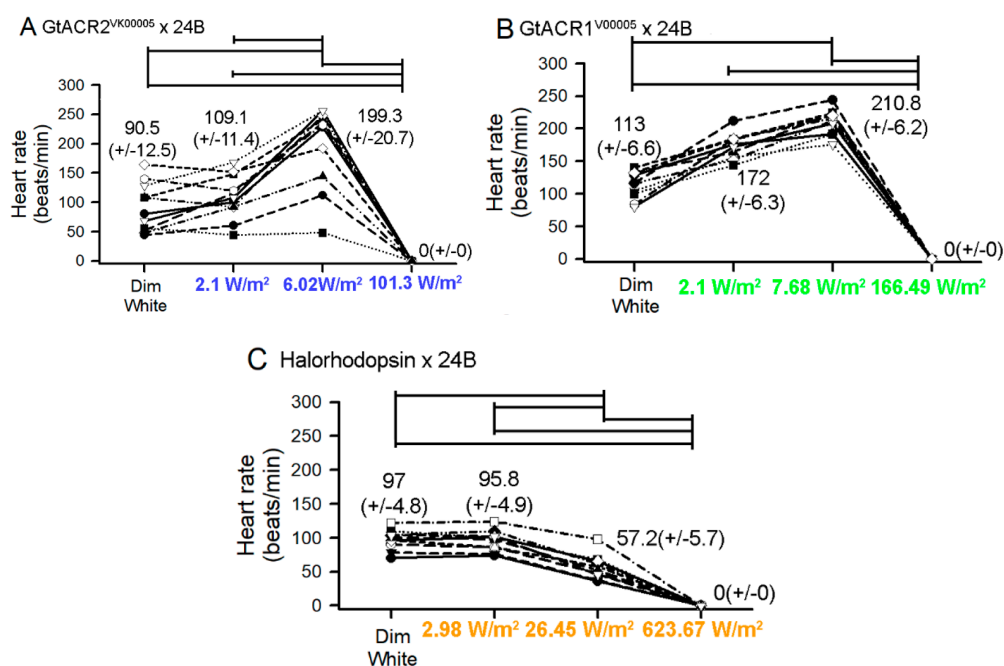 A GtACR2^VK00005 x 24B
Heart rate
(beats/min)
300
250
200
150
100
50
0
90.5
(+/-12.5)
109.1
(+/-11.4)
199.3
(+/-20.7)
0(+/-0)
Dim
White
2.1 W/m²
6.02W/m²
101.3 W/m²
B GtACR1^V00005 x 24B
Heart rate
(beats/min)
300
250
200
150
100
50
0
113
(+/-6.6)
172
(+/-6.3)
210.8
(+/-6.2)
0(+/-0)
Dim
White
2.1 W/m²
7.68 W/m²
166.49 W/m²
C Halorhodopsin x 24B
Heart rate
(beats/min)
300
250
200
150
100
50
0
97
(+/-4.8)
95.8
(+/-4.9)
57.2(+/-5.7)
0(+/-0)
Dim
White
2.98 W/m²
26.45 W/m²
623.67 W/m²